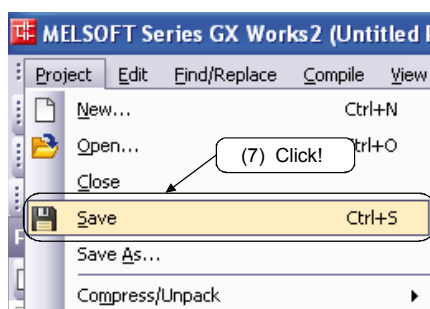 MELSOFT Series GX Works2 (Untitled
Project Edit Find/Replace Compile View
New... Ctrl+N
Open... Ctrl+O
(7) Click!
Close
Save Ctrl+S
Save As...
Compress/Unpack